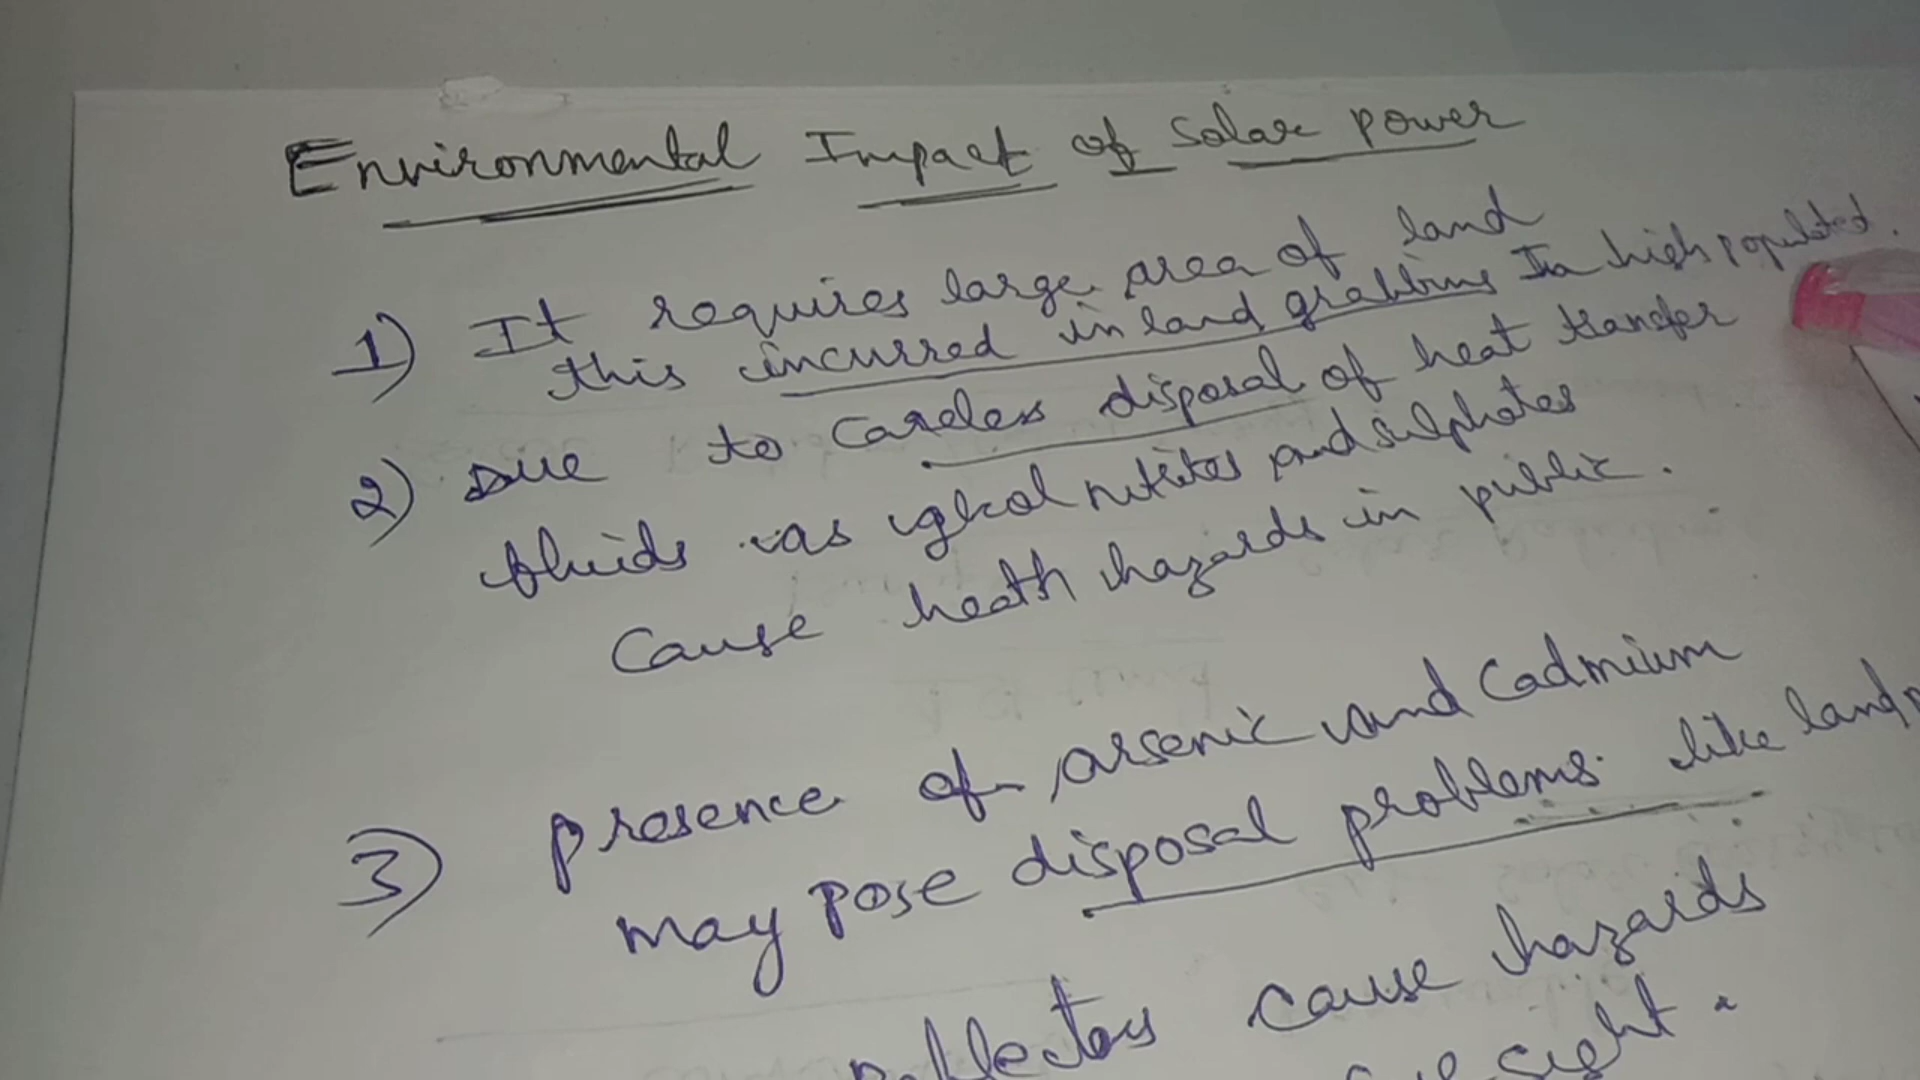 Environmental Impact of Solar power
1) It requires large area of land
this incurred in land grabbing In high populated.
2) Due to Careless disposal of heat transfer
fluids as glycol nitrites and sulphates
Cause heath hazards in public.
3) presence of arsenic and Cadmium
may pose disposal problems. like
cause hazards
sight.